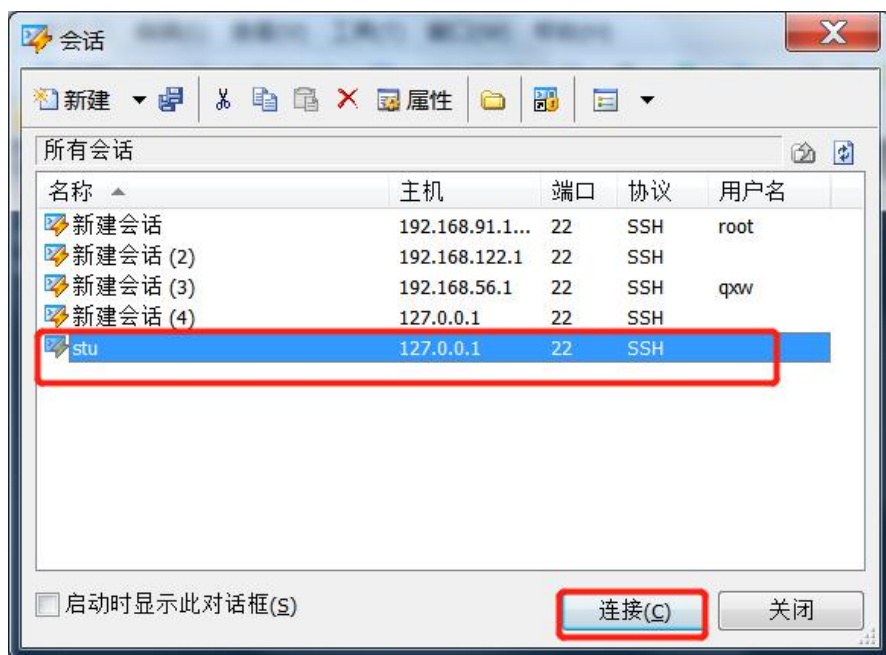 会话
新建 属性
所有会话
名称 主机 端口 协议 用户名
新建会话 192.168.91.1... 22 SSH root
新建会话 (2) 192.168.122.1 22 SSH
新建会话 (3) 192.168.56.1 22 SSH qxw
新建会话 (4) 127.0.0.1 22 SSH
stu 127.0.0.1 22 SSH
启动时显示此对话框(S) 连接(C) 关闭